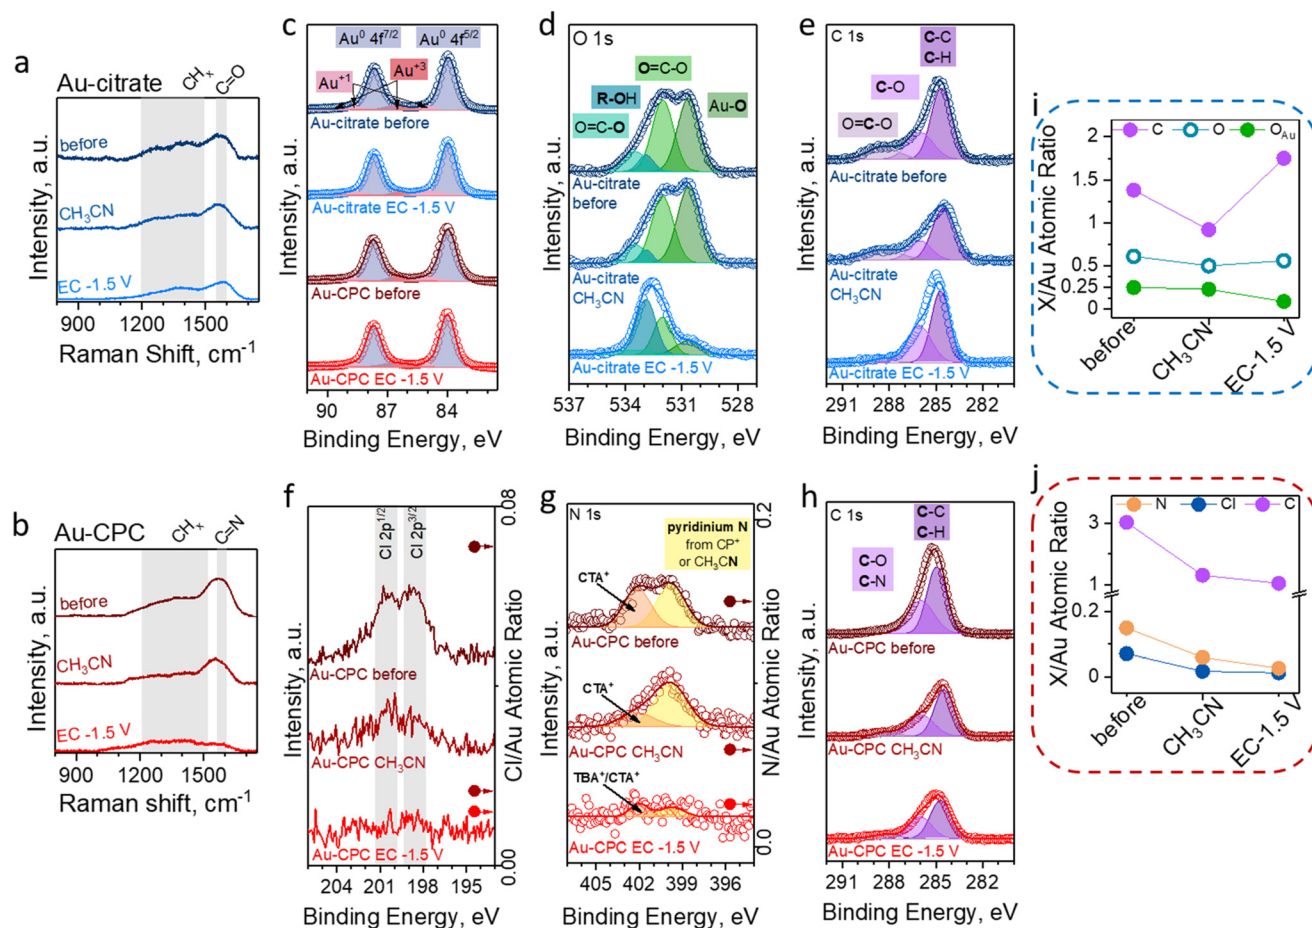 a
Au-citrate
CHₓ
C=O
before
CH₃CN
EC -1.5 V
Intensity, a.u.
900 1200 1500
Raman Shift, cm⁻¹
c
Au⁰ 4f⁷ᐟ²
Au⁰ 4f⁵ᐟ²
Au⁺¹
Au⁺³
Au-citrate before
Au-citrate EC -1.5 V
Au-CPC before
Au-CPC EC -1.5 V
Intensity, a.u.
90 87 84
Binding Energy, eV
d
O 1s
O=C-O
R-OH
O=C-O
Au-O
Au-citrate
before
Au-citrate
CH₃CN
Au-citrate EC -1.5 V
Intensity, a.u.
537 534 531 528
Binding Energy, eV
e
C 1s
C-C
C-H
C-O
O=C-O
Au-citrate before
Au-citrate
CH₃CN
Au-citrate EC -1.5 V
Intensity, a.u.
291 288 285 282
Binding Energy, eV
i
C O O_Au
2
1.5
1
0.5
0.25
0
X/Au Atomic Ratio
before
CH₃CN
EC-1.5 V
b
Au-CPC
CHₓ
C=N
before
CH₃CN
EC -1.5 V
Intensity, a.u.
900 1200 1500
Raman shift, cm⁻¹
f
Cl 2p¹ᐟ²
Cl 2p³ᐟ²
Au-CPC before
Au-CPC CH₃CN
Au-CPC EC -1.5 V
Intensity, a.u.
0.08
0.00
Cl/Au Atomic Ratio
204 201 198 195
Binding Energy, eV
g
N 1s
pyridinium N
from CP⁺
or CH₃CN
CTA⁺
Au-CPC before
CTA⁺
Au-CPC CH₃CN
TBA⁺/CTA⁺
Au-CPC EC -1.5 V
Intensity, a.u.
0.2
0.0
N/Au Atomic Ratio
405 402 399 396
Binding Energy, eV
h
C 1s
C-C
C-H
C-O
C-N
Au-CPC before
Au-CPC CH₃CN
Au-CPC EC -1.5 V
Intensity, a.u.
291 288 285 282
Binding Energy, eV
j
N Cl C
3
1
0.2
0
X/Au Atomic Ratio
before
CH₃CN
EC-1.5 V